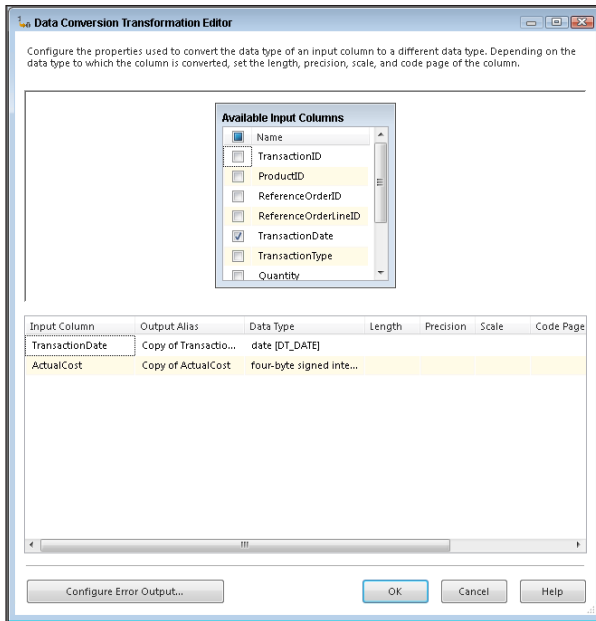 Data Conversion Transformation Editor
Configure the properties used to convert the data type of an input column to a different data type. Depending on the
data type to which the column is converted, set the length, precision, scale, and code page of the column.
Available Input Columns
Name
TransactionID
ProductID
ReferenceOrderID
ReferenceOrderLineID
TransactionDate
TransactionType
Quantity
Input Column Output Alias Data Type Length Precision Scale Code Page
TransactionDate Copy of Transactio... date [DT_DATE]
ActualCost Copy of ActualCost four-byte signed inte...
Configure Error Output... OK Cancel Help